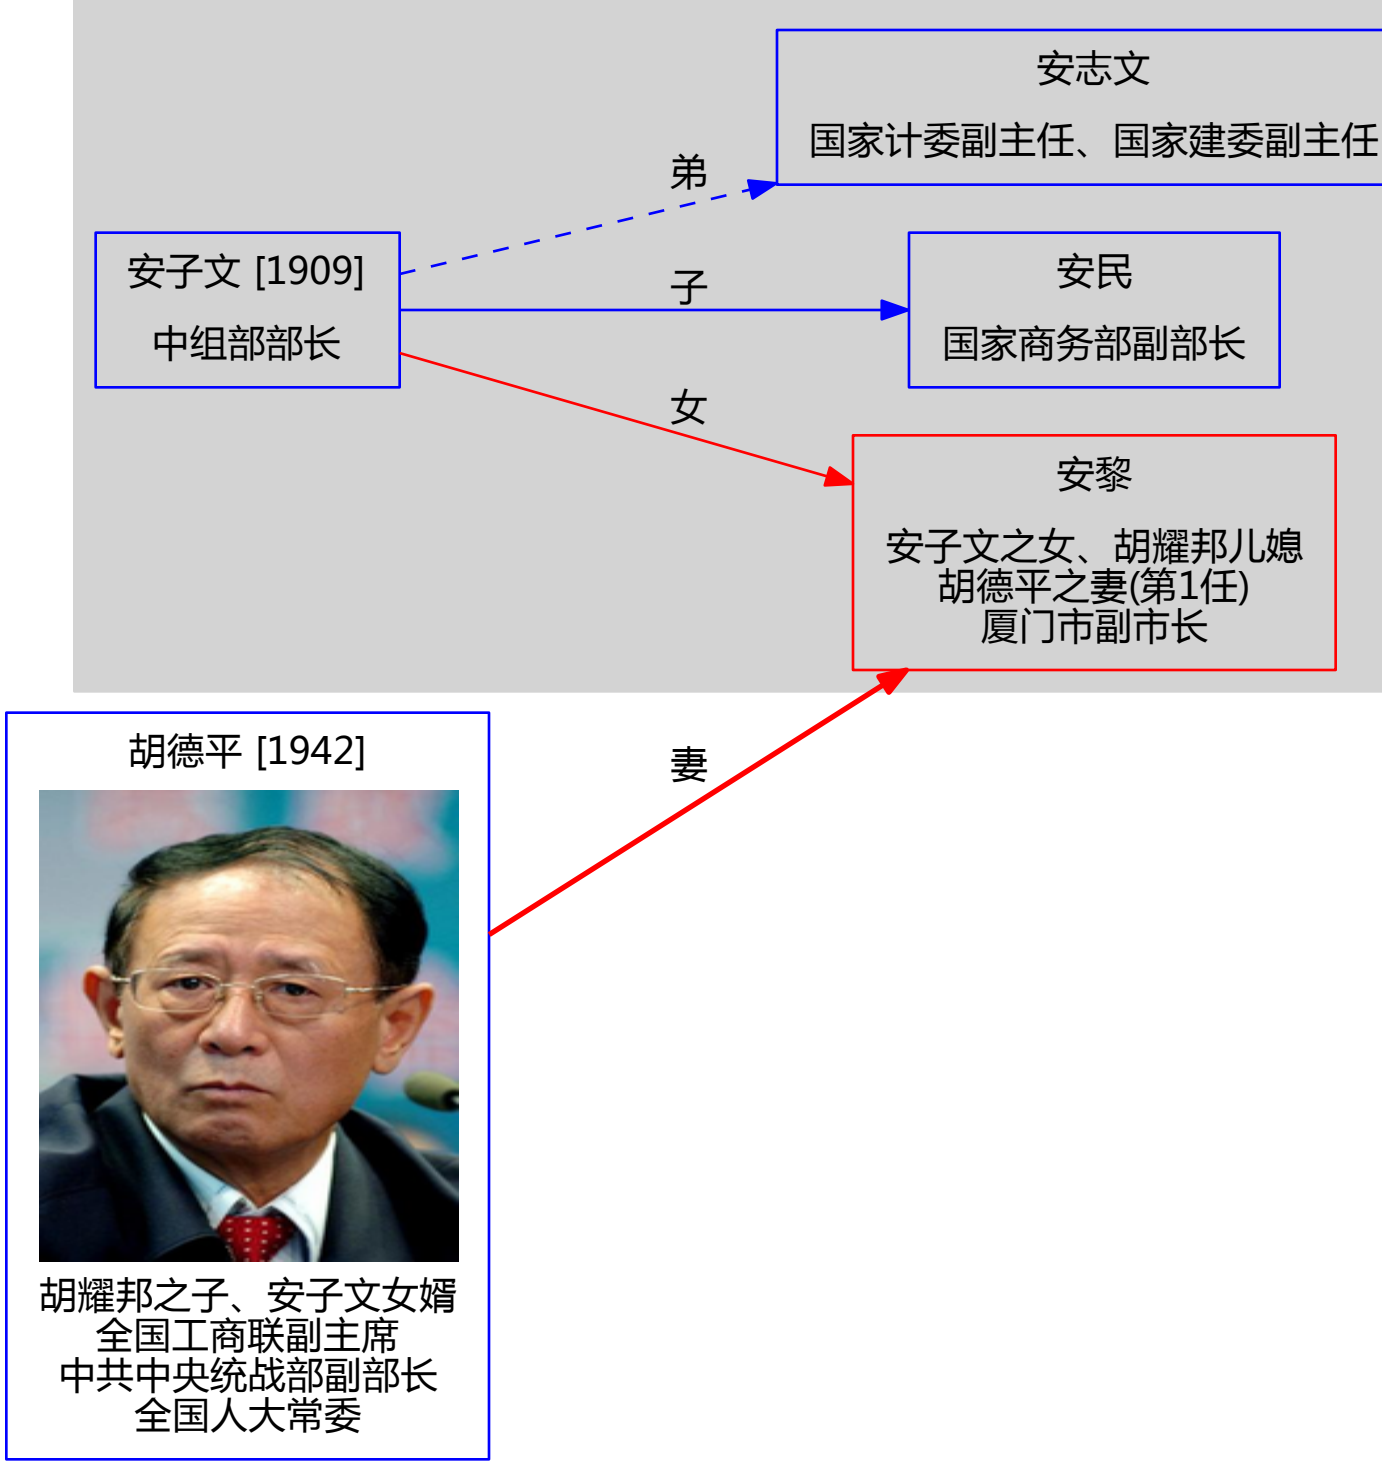 安志文
国家计委副主任、国家建委副主任
弟
安子文 [1909]
中组部部长
子
安民
国家商务部副部长
女
安黎
安子文之女、胡耀邦儿媳
胡德平之妻(第1任)
厦门市副市长
妻
胡德平 [1942]
胡耀邦之子、安子文女婿
全国工商联副主席
中共中央统战部副部长
全国人大常委